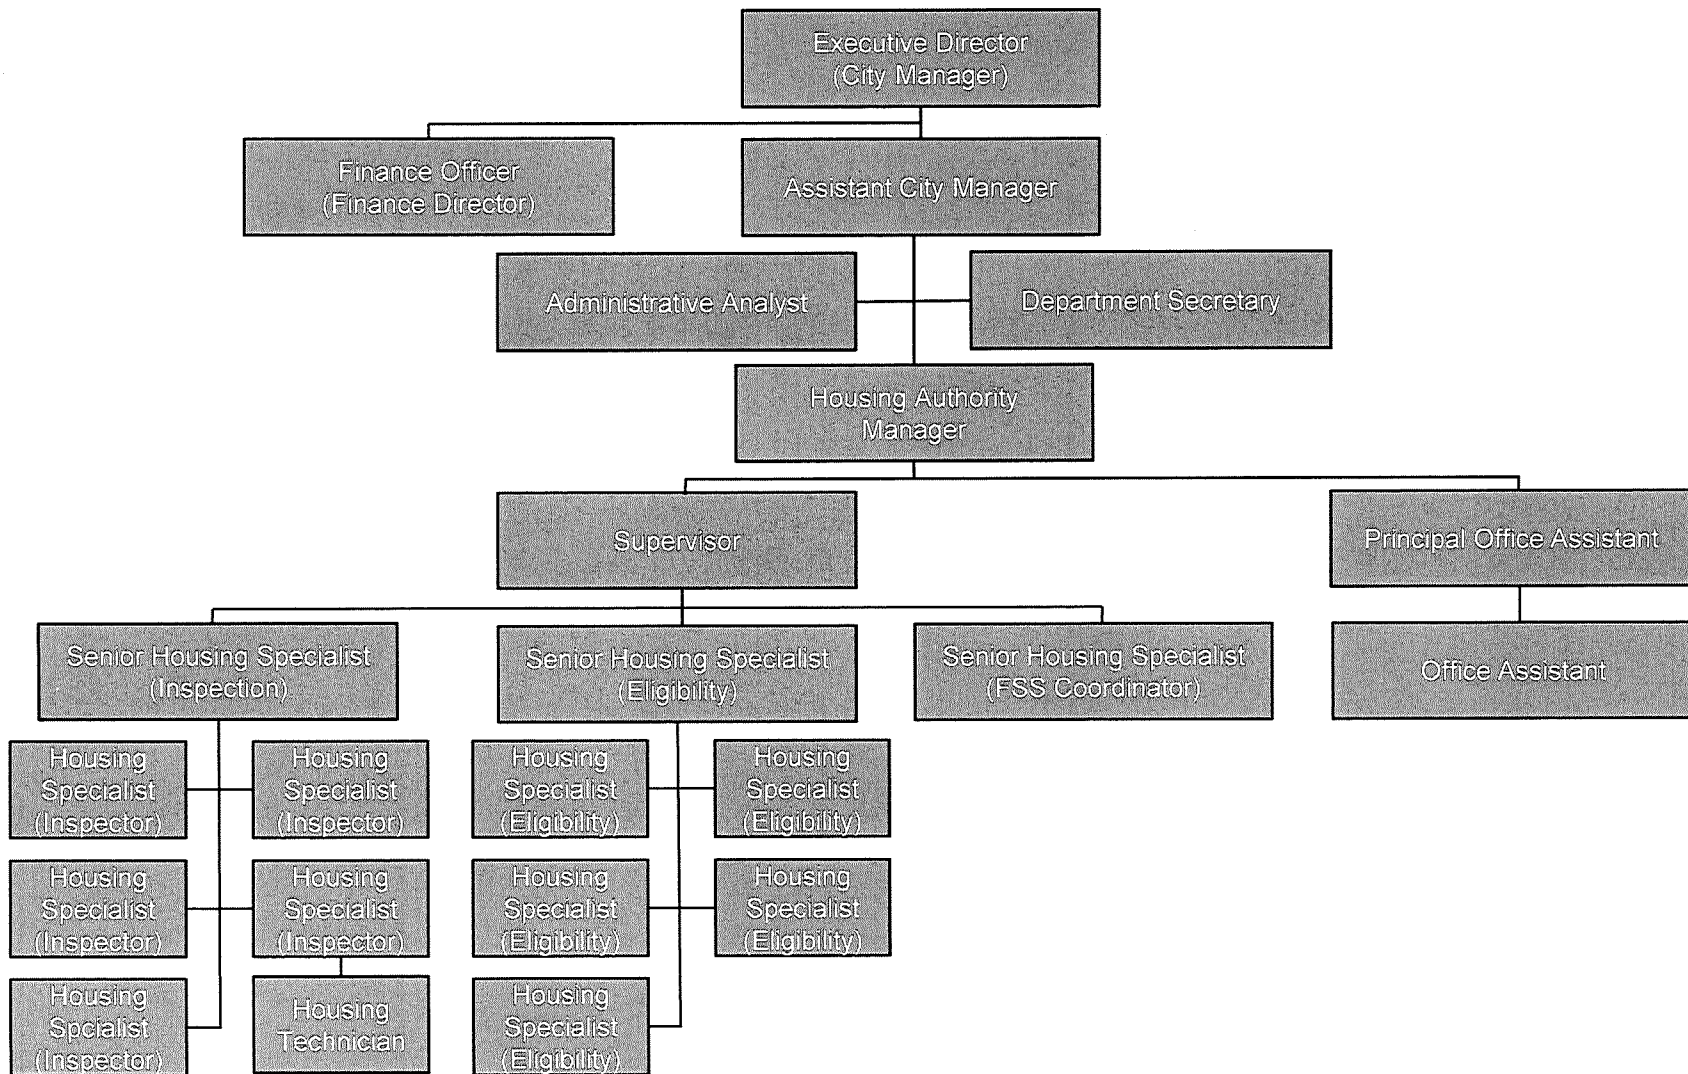 Executive Director
(City Manager)
Finance Officer
(Finance Director)
Assistant City Manager
Administrative Analyst
Department Secretary
Housing Authority
Manager
Supervisor
Principal Office Assistant
Senior Housing Specialist
(Inspection)
Senior Housing Specialist
(Eligibility)
Senior Housing Specialist
(FSS Coordinator)
Office Assistant
Housing
Specialist
(Inspector)
Housing
Specialist
(Inspector)
Housing
Specialist
(Eligibility)
Housing
Specialist
(Eligibility)
Housing
Specialist
(Inspector)
Housing
Specialist
(Inspector)
Housing
Specialist
(Eligibility)
Housing
Specialist
(Eligibility)
Housing
Spcialist
(Inspector)
Housing
Technician
Housing
Specialist
(Eligibility)